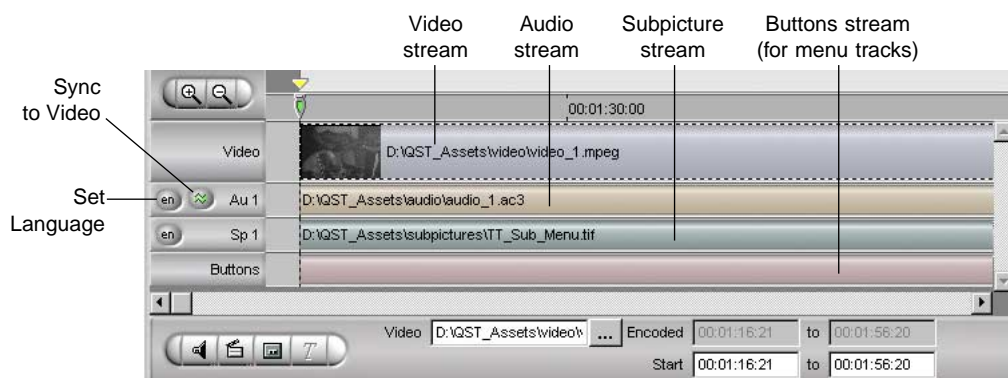 Video stream
Audio stream
Subpicture stream
Buttons stream (for menu tracks)
Sync to Video
Set Language
00:01:30:00
Video
D:\QST_Assets\video\video_1.mpeg
en
Au 1
D:\QST_Assets\audio\audio_1.ac3
en
Sp 1
D:\QST_Assets\subpictures\TT_Sub_Menu.tif
Buttons
T
Video D:\QST_Assets\video\ ... Encoded 00:01:16:21 to 00:01:56:20
Start 00:01:16:21 to 00:01:56:20